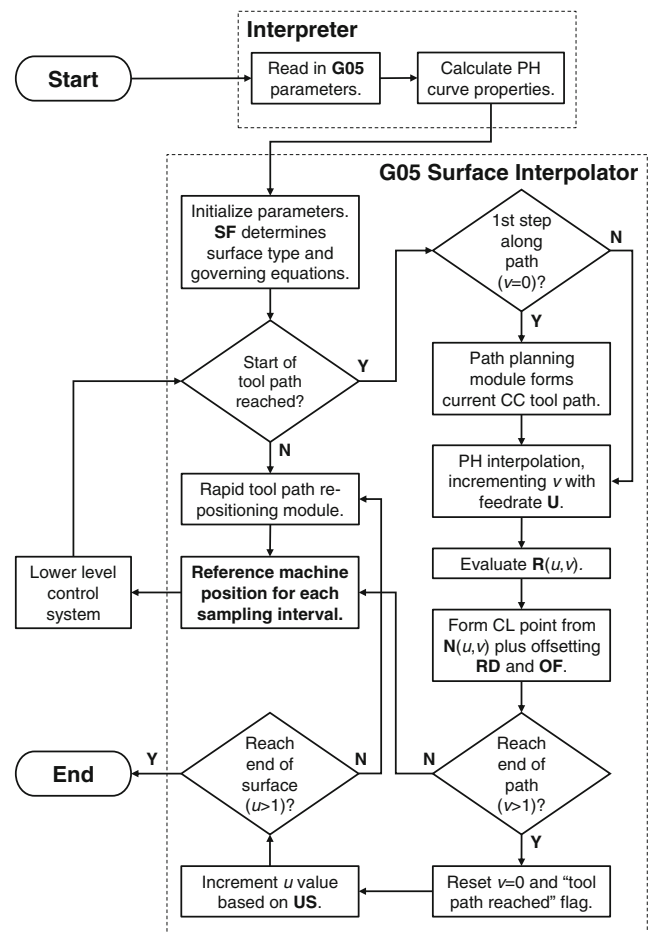 Interpreter
Start
Read in G05
parameters.
Calculate PH
curve properties.
G05 Surface Interpolator
Initialize parameters.
SF determines
surface type and
governing equations.
1st step
along
path
(v=0)?
N
Y
Start of
tool path
reached?
Y
N
Path planning
module forms
current CC tool path.
PH interpolation,
incrementing v with
feedrate U.
Rapid tool path re-
positioning module.
Lower level
control
system
Reference machine
position for each
sampling interval.
Evaluate R(u,v).
Form CL point from
N(u,v) plus offsetting
RD and OF.
End
Y
Reach
end of
surface
(u>1)?
N
N
Reach
end of
path
(v>1)?
Y
Increment u value
based on US.
Reset v=0 and “tool
path reached” flag.